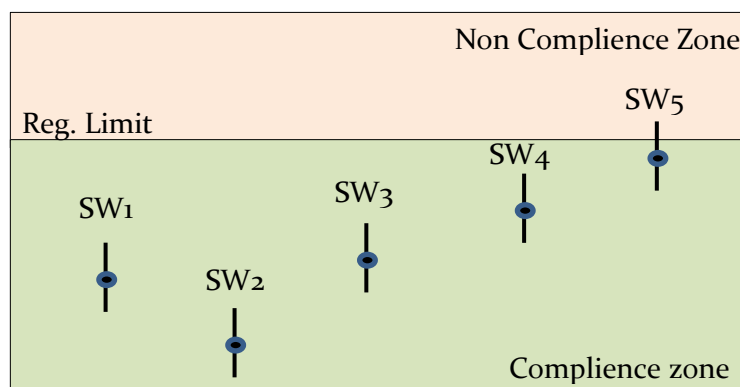 Non Complience Zone
SW5
Reg. Limit
SW4
SW3
SW1
SW2
Complience zone